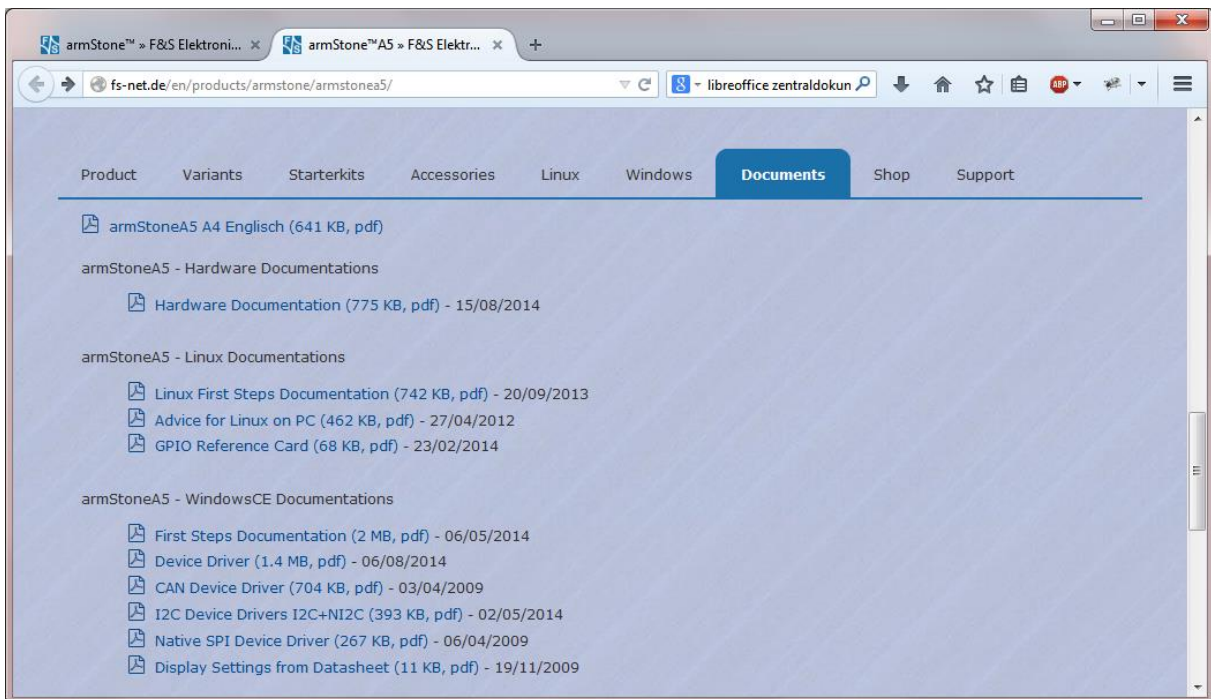 armStone™ » F&S Elektroni...
armStone™A5 » F&S Elektr...
fs-net.de/en/products/armstone/armstonea5/
libreoffice zentraldokun
ABP
Product Variants Starterkits Accessories Linux Windows Documents Shop Support
armStoneA5 A4 Englisch (641 KB, pdf)
armStoneA5 - Hardware Documentations
Hardware Documentation (775 KB, pdf) - 15/08/2014
armStoneA5 - Linux Documentations
Linux First Steps Documentation (742 KB, pdf) - 20/09/2013
Advice for Linux on PC (462 KB, pdf) - 27/04/2012
GPIO Reference Card (68 KB, pdf) - 23/02/2014
armStoneA5 - WindowsCE Documentations
First Steps Documentation (2 MB, pdf) - 06/05/2014
Device Driver (1.4 MB, pdf) - 06/08/2014
CAN Device Driver (704 KB, pdf) - 03/04/2009
I2C Device Drivers I2C+NI2C (393 KB, pdf) - 02/05/2014
Native SPI Device Driver (267 KB, pdf) - 06/04/2009
Display Settings from Datasheet (11 KB, pdf) - 19/11/2009